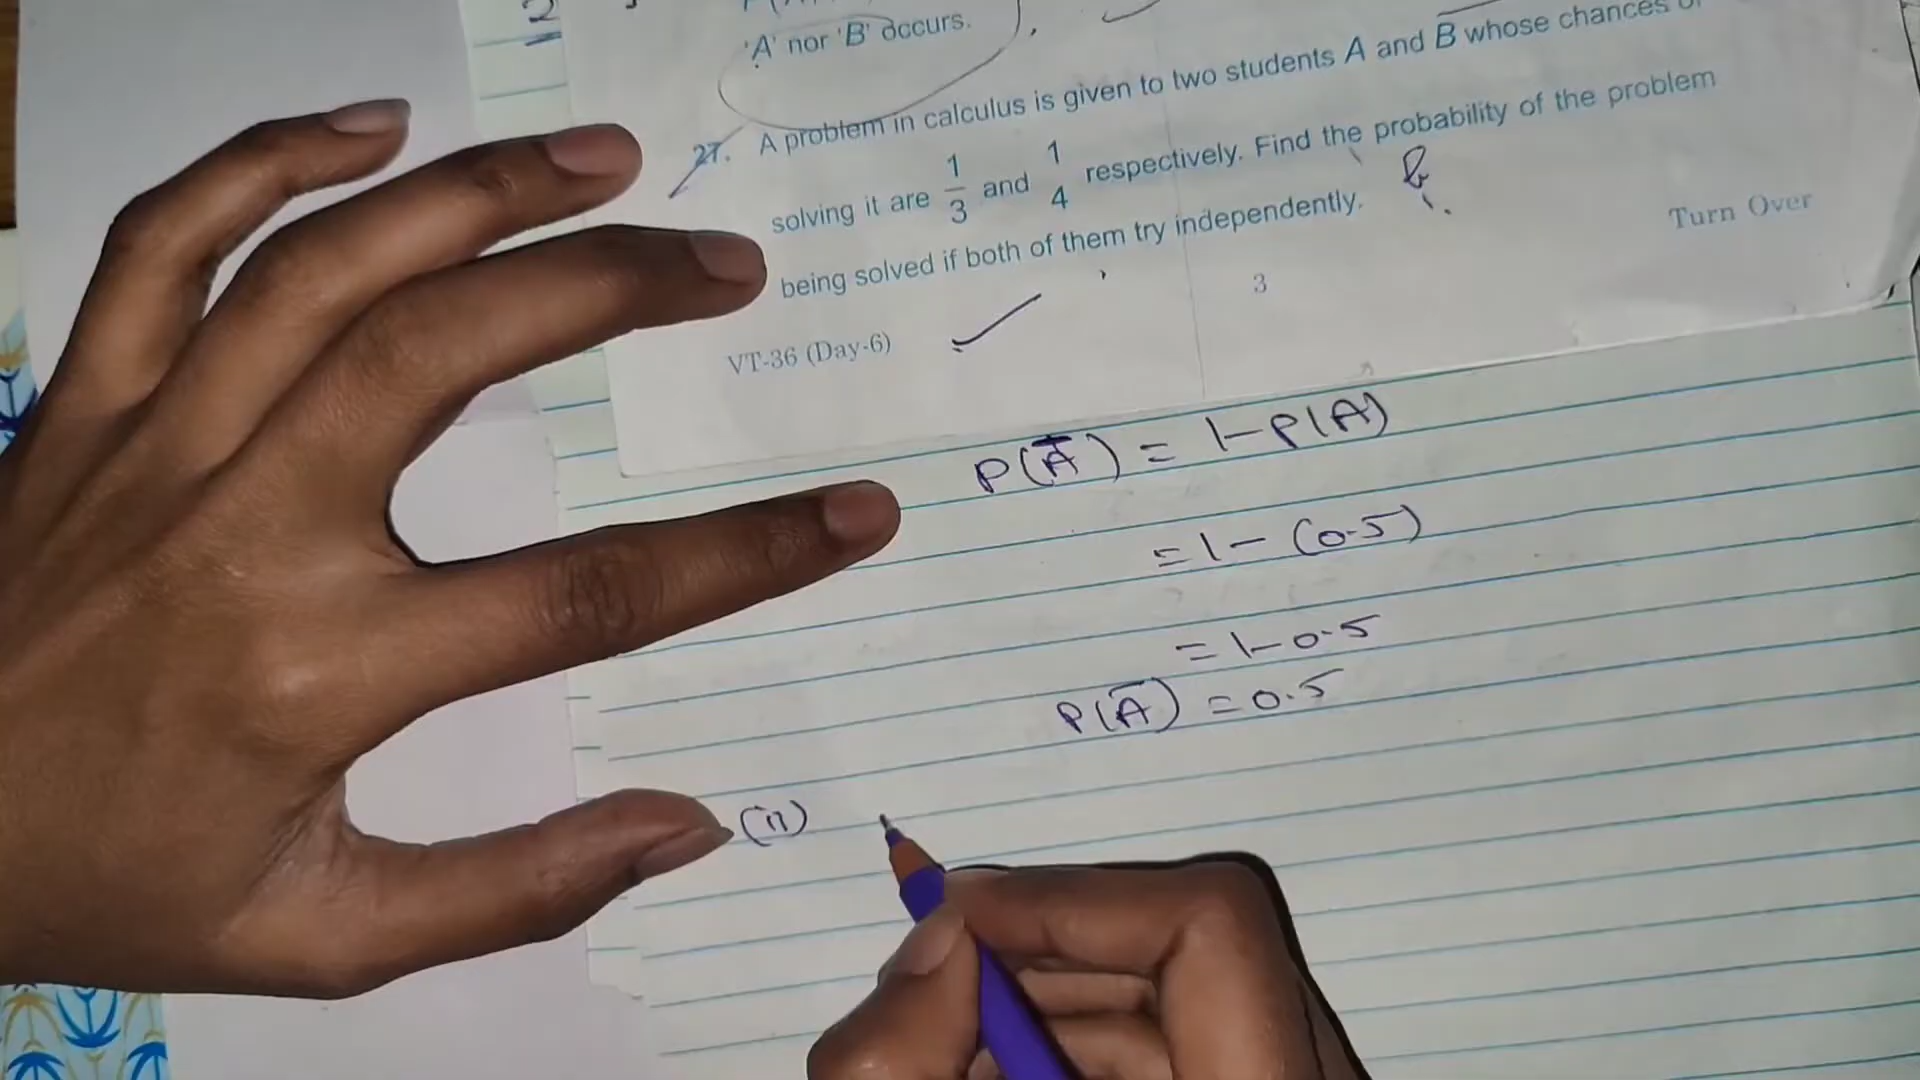 'A' nor 'B' occurs.
27. A problem in calculus is given to two students A and B whose chances
solving it are 1/3 and 1/4 respectively. Find the probability of the problem
being solved if both of them try independently.
Turn Over
VT-36 (Day-6)
3
P(A̅) = 1-P(A)
=1-(0.5)
=1-0.5
P(A̅) =0.5
(ii)